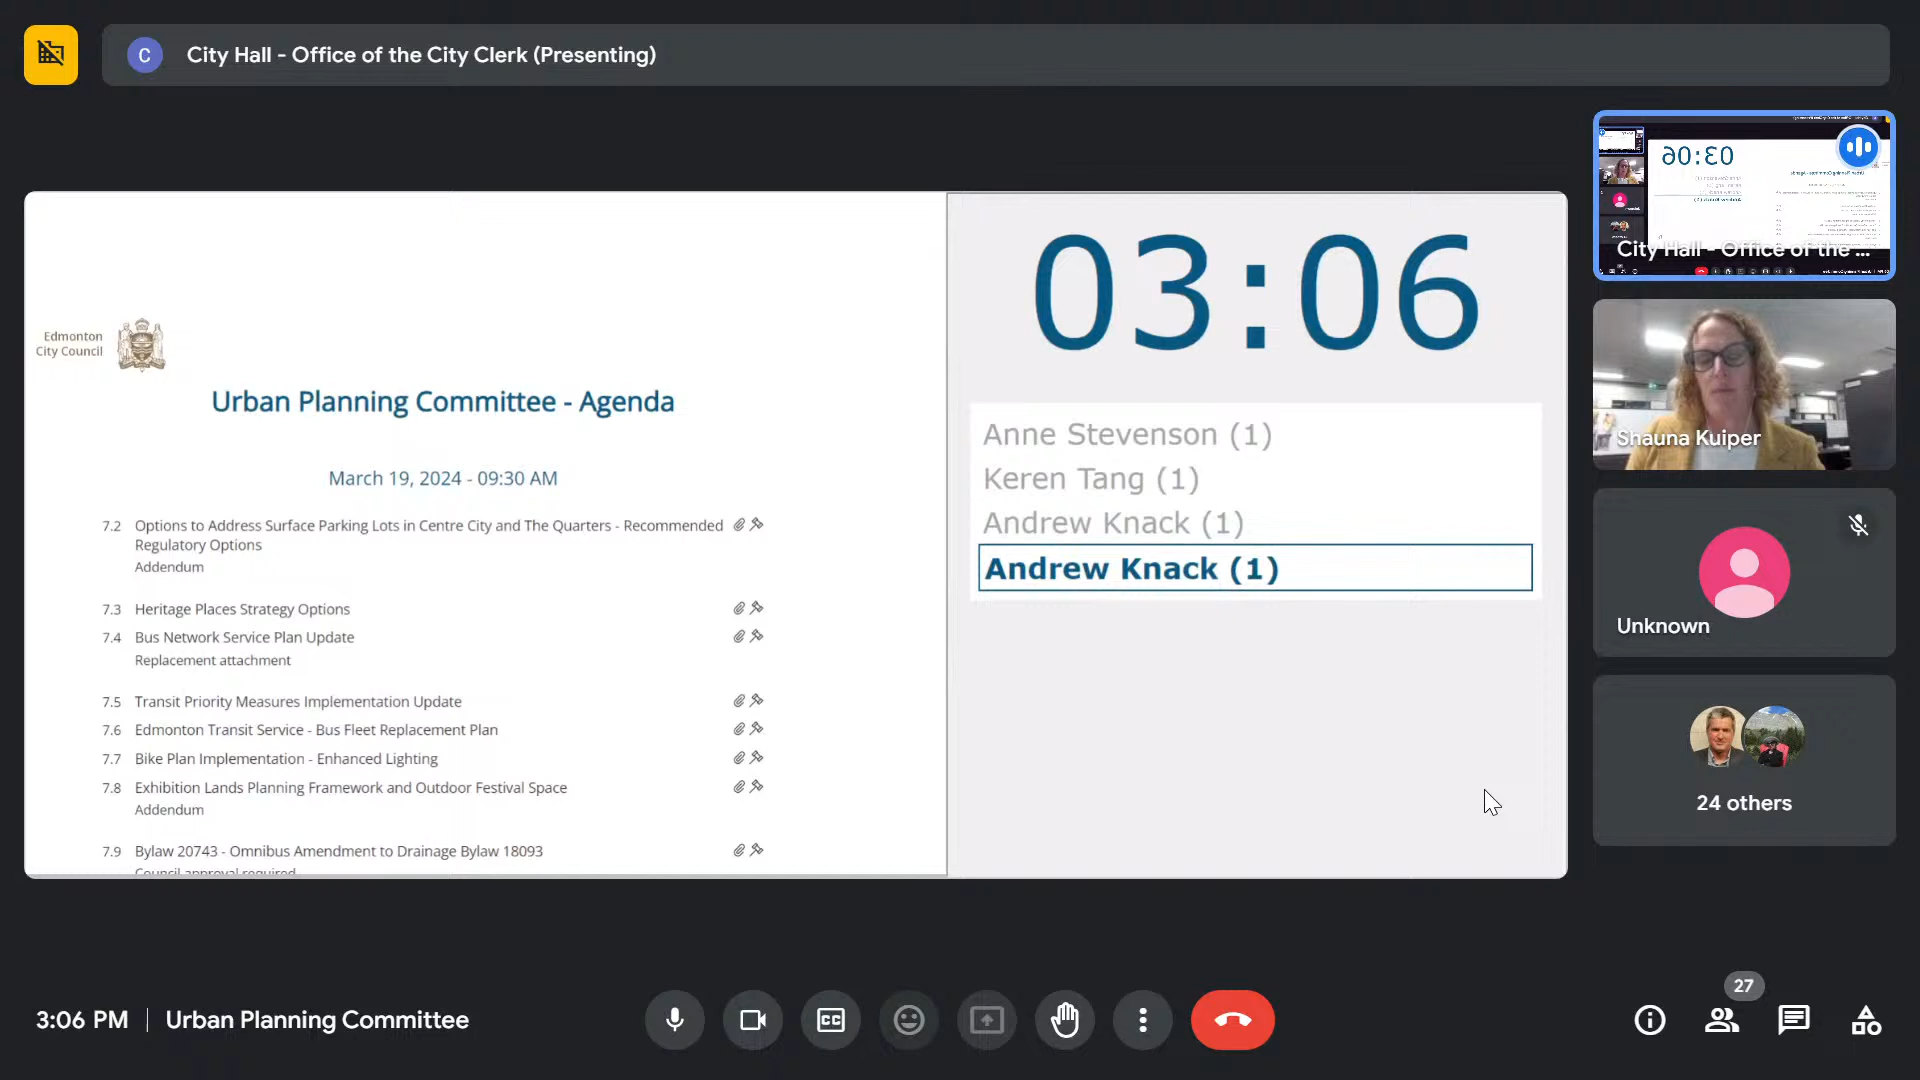 C City Hall - Office of the City Clerk (Presenting)
Edmonton
City Council
Urban Planning Committee - Agenda
March 19, 2024 - 09:30 AM
7.2 Options to Address Surface Parking Lots in Centre City and The Quarters - Recommended
Regulatory Options
Addendum
7.3 Heritage Places Strategy Options
7.4 Bus Network Service Plan Update
Replacement attachment
7.5 Transit Priority Measures Implementation Update
7.6 Edmonton Transit Service - Bus Fleet Replacement Plan
7.7 Bike Plan Implementation - Enhanced Lighting
7.8 Exhibition Lands Planning Framework and Outdoor Festival Space
Addendum
7.9 Bylaw 20743 - Omnibus Amendment to Drainage Bylaw 18093
Council approval required
03:06
Anne Stevenson (1)
Keren Tang (1)
Andrew Knack (1)
Andrew Knack (1)
03:06
City Hall - Office of the ...
Shauna Kuiper
Unknown
24 others
3:06 PM
Urban Planning Committee
CC
27